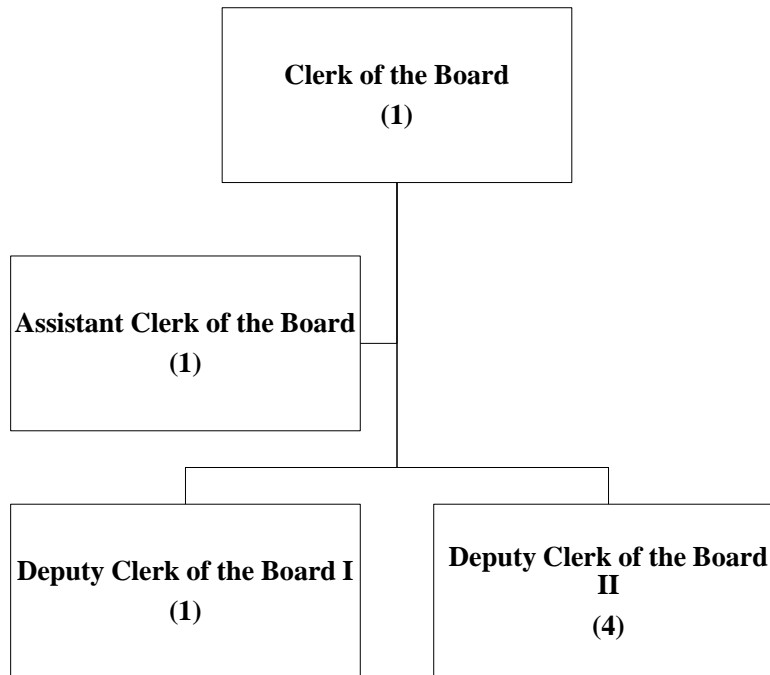 Clerk of the Board
(1)
Assistant Clerk of the Board
(1)
Deputy Clerk of the Board I
(1)
Deputy Clerk of the Board
II
(4)